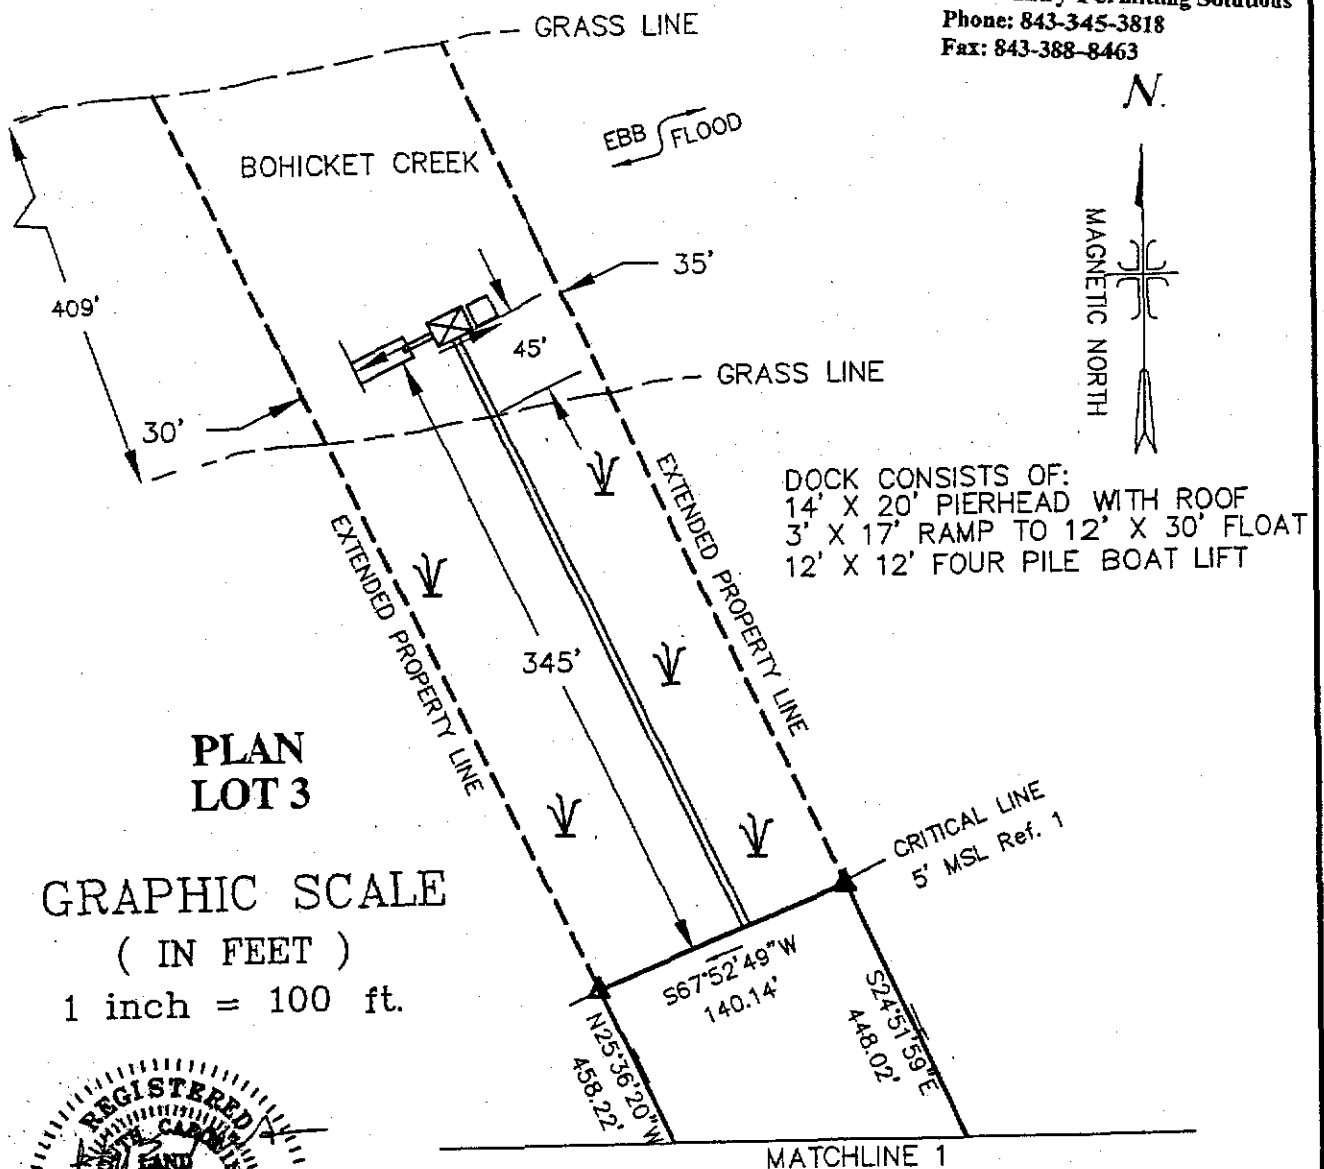 Permitting Solutions
Phone: 843-345-3818
Fax: 843-388-8463
GRASS LINE
N.
EBB
FLOOD
BOHICKET CREEK
MAGNETIC NORTH
35'
409'
45'
GRASS LINE
30'
EXTENDED PROPERTY LINE
EXTENDED PROPERTY LINE
DOCK CONSISTS OF:
14' X 20' PIERHEAD WITH ROOF
3' X 17' RAMP TO 12' X 30' FLOAT
12' X 12' FOUR PILE BOAT LIFT
345'
PLAN
LOT 3
CRITICAL LINE
5' MSL Ref. 1
GRAPHIC SCALE
( IN FEET )
1 inch = 100 ft.
S67°52'49"W
140.14'
S24°51'59"E
448.02'
N25°36'20"W
458.22'
REGISTERED
LAND
MATCHLINE 1